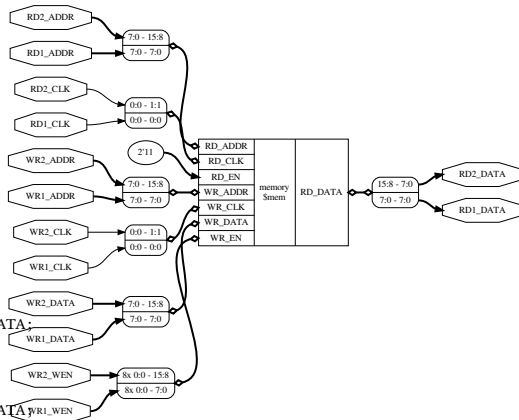 RD2_ADDR
RD1_ADDR
7:0 - 15:8
7:0 - 7:0
RD2_CLK
RD1_CLK
0:0 - 1:1
0:0 - 0:0
2'11
WR2_ADDR
WR1_ADDR
7:0 - 15:8
7:0 - 7:0
WR2_CLK
WR1_CLK
0:0 - 1:1
0:0 - 0:0
WR2_DATA
ATA;
WR1_DATA
7:0 - 15:8
7:0 - 7:0
WR2_WEN
ATA;
WR1_WEN
8x 0:0 - 15:8
8x 0:0 - 7:0
RD_ADDR
RD_CLK
RD_EN
WR_ADDR
WR_CLK
WR_DATA
WR_EN
memory
$mem
RD_DATA
15:8 - 7:0
7:0 - 7:0
RD2_DATA
RD1_DATA